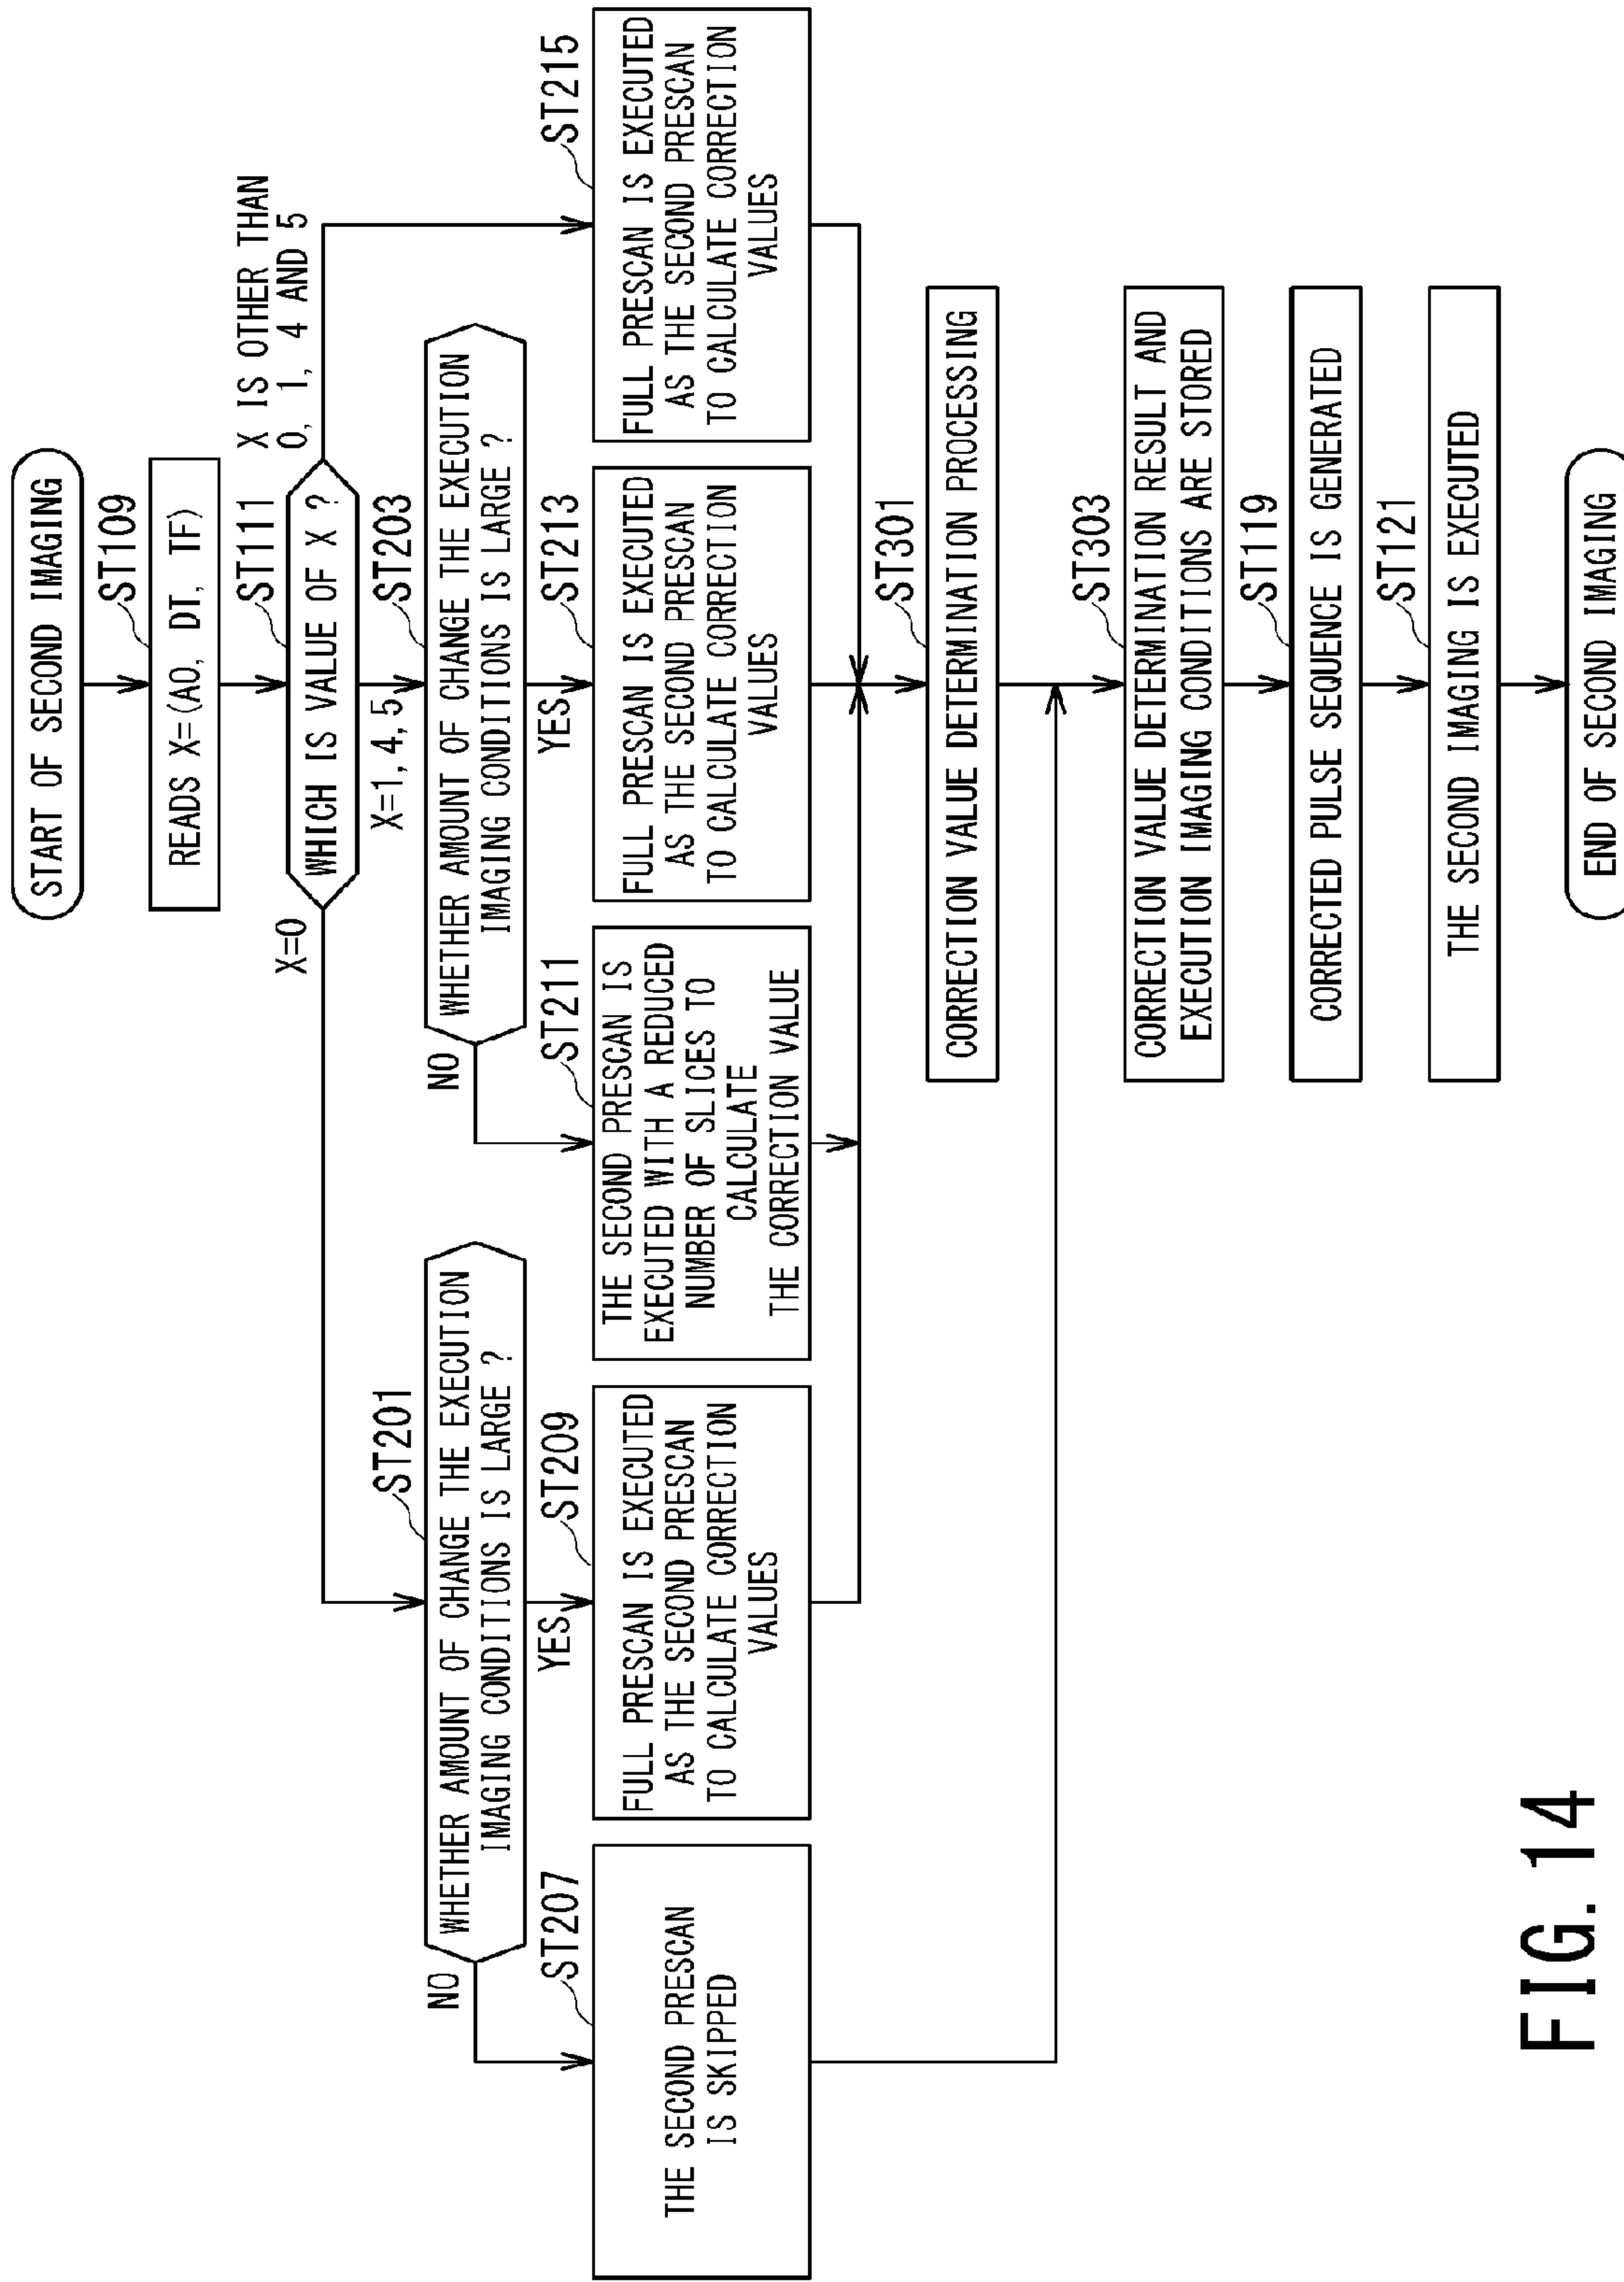 START OF SECOND IMAGING
ST109
READS X=(AO, DT, TF)
ST111
WHICH IS VALUE OF X ?
X=0
X=1, 4, 5
X IS OTHER THAN
0, 1, 4 AND 5
ST201
WHETHER AMOUNT OF CHANGE THE EXECUTION
IMAGING CONDITIONS IS LARGE ?
NO
YES
ST203
WHETHER AMOUNT OF CHANGE THE EXECUTION
IMAGING CONDITIONS IS LARGE ?
NO
YES
ST207
THE SECOND PRESCAN
IS SKIPPED
ST209
FULL PRESCAN IS EXECUTED
AS THE SECOND PRESCAN
TO CALCULATE CORRECTION
VALUES
ST211
THE SECOND PRESCAN IS
EXECUTED WITH A REDUCED
NUMBER OF SLICES TO
CALCULATE
THE CORRECTION VALUE
ST213
FULL PRESCAN IS EXECUTED
AS THE SECOND PRESCAN
TO CALCULATE CORRECTION
VALUES
ST215
FULL PRESCAN IS EXECUTED
AS THE SECOND PRESCAN
TO CALCULATE CORRECTION
VALUES
ST301
CORRECTION VALUE DETERMINATION PROCESSING
ST303
CORRECTION VALUE DETERMINATION RESULT AND
EXECUTION IMAGING CONDITIONS ARE STORED
ST119
CORRECTED PULSE SEQUENCE IS GENERATED
ST121
THE SECOND IMAGING IS EXECUTED
END OF SECOND IMAGING
FIG. 14